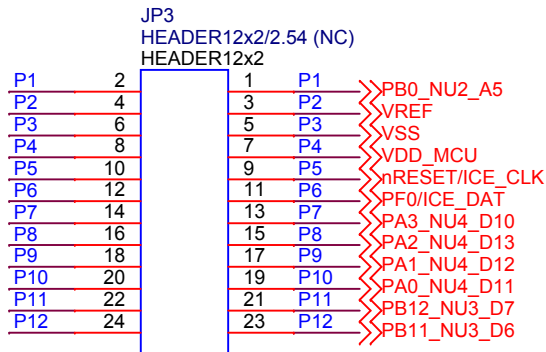 JP3
HEADER12x2/2.54 (NC)
HEADER12x2
P1 2 1 P1 PB0_NU2_A5
P2 4 3 P2 VREF
P3 6 5 P3 VSS
P4 8 7 P4 VDD_MCU
P5 10 9 P5 nRESET/ICE_CLK
P6 12 11 P6 PF0/ICE_DAT
P7 14 13 P7 PA3_NU4_D10
P8 16 15 P8 PA2_NU4_D13
P9 18 17 P9 PA1_NU4_D12
P10 20 19 P10 PA0_NU4_D11
P11 22 21 P11 PB12_NU3_D7
P12 24 23 P12 PB11_NU3_D6